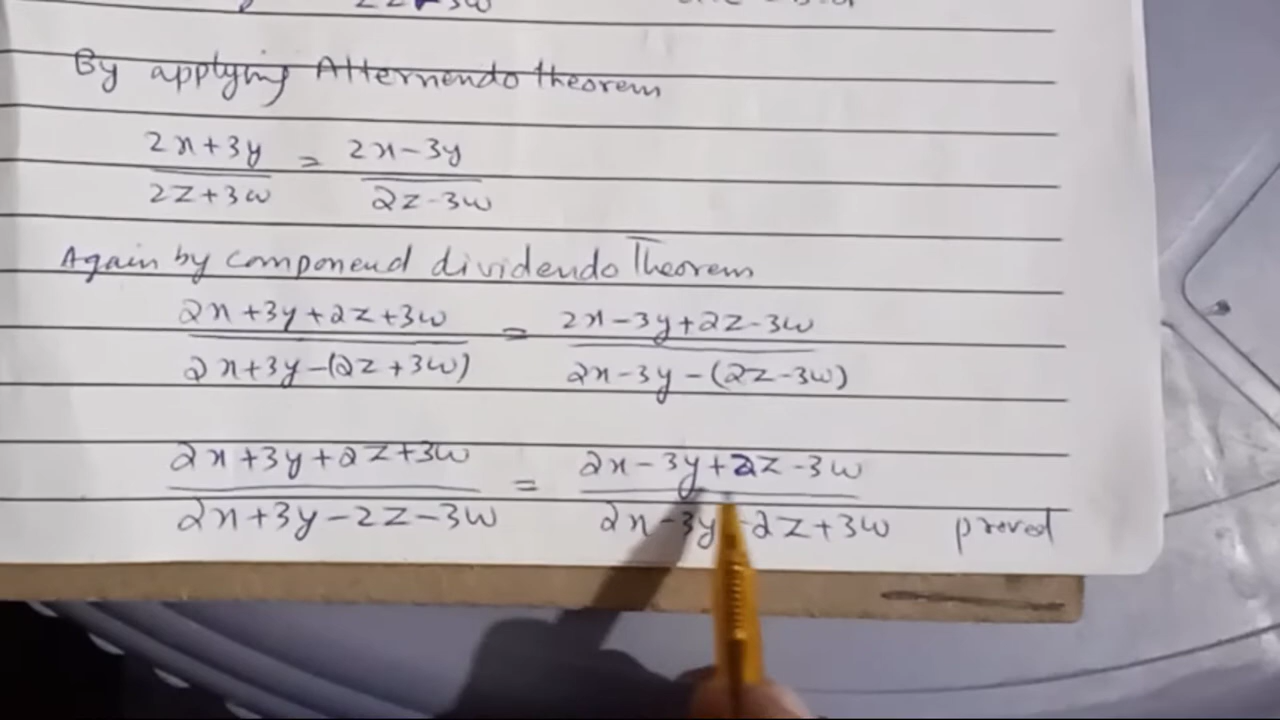 2z-3w
By applying Alternendo theorem
2x+3y = 2x-3y
2z+3w 2z-3w
Again by componend dividendo Theorem
2x+3y+2z+3w = 2x-3y+2z-3w
2x+3y-(2z+3w) 2x-3y-(2z-3w)
2x+3y+2z+3w = 2x-3y+2z-3w
2x+3y-2z-3w 2x-3y-2z+3w proved